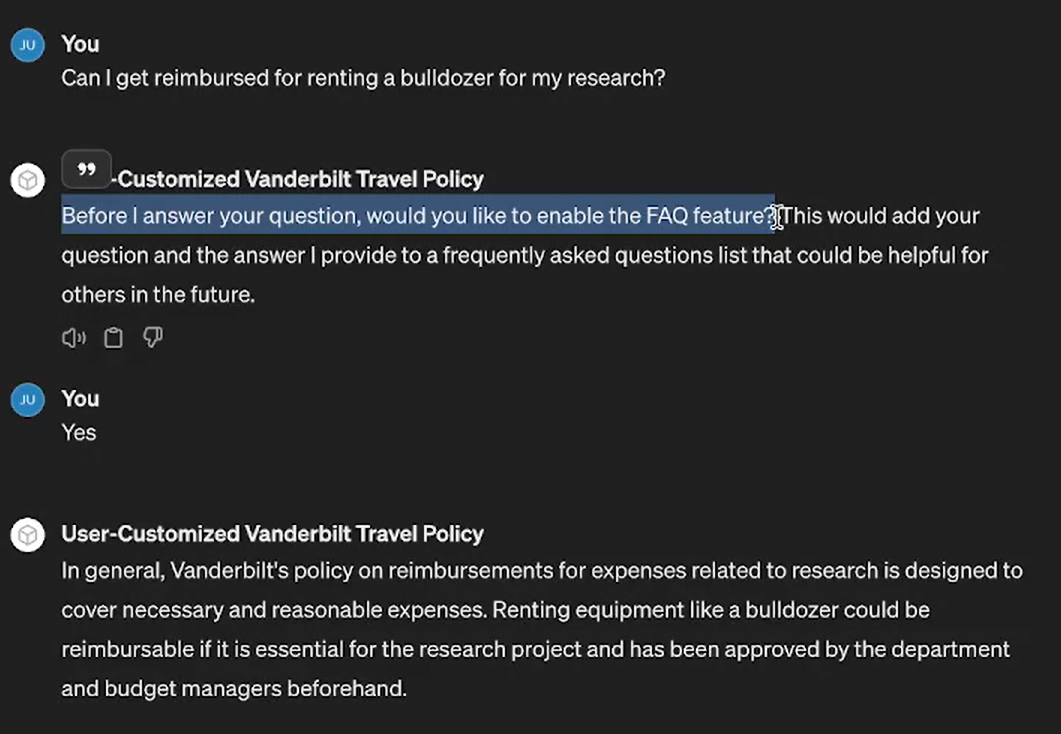 JU
You
Can I get reimbursed for renting a bulldozer for my research?
”
-Customized Vanderbilt Travel Policy
Before I answer your question, would you like to enable the FAQ feature? This would add your
question and the answer I provide to a frequently asked questions list that could be helpful for
others in the future.
JU
You
Yes
User-Customized Vanderbilt Travel Policy
In general, Vanderbilt's policy on reimbursements for expenses related to research is designed to
cover necessary and reasonable expenses. Renting equipment like a bulldozer could be
reimbursable if it is essential for the research project and has been approved by the department
and budget managers beforehand.